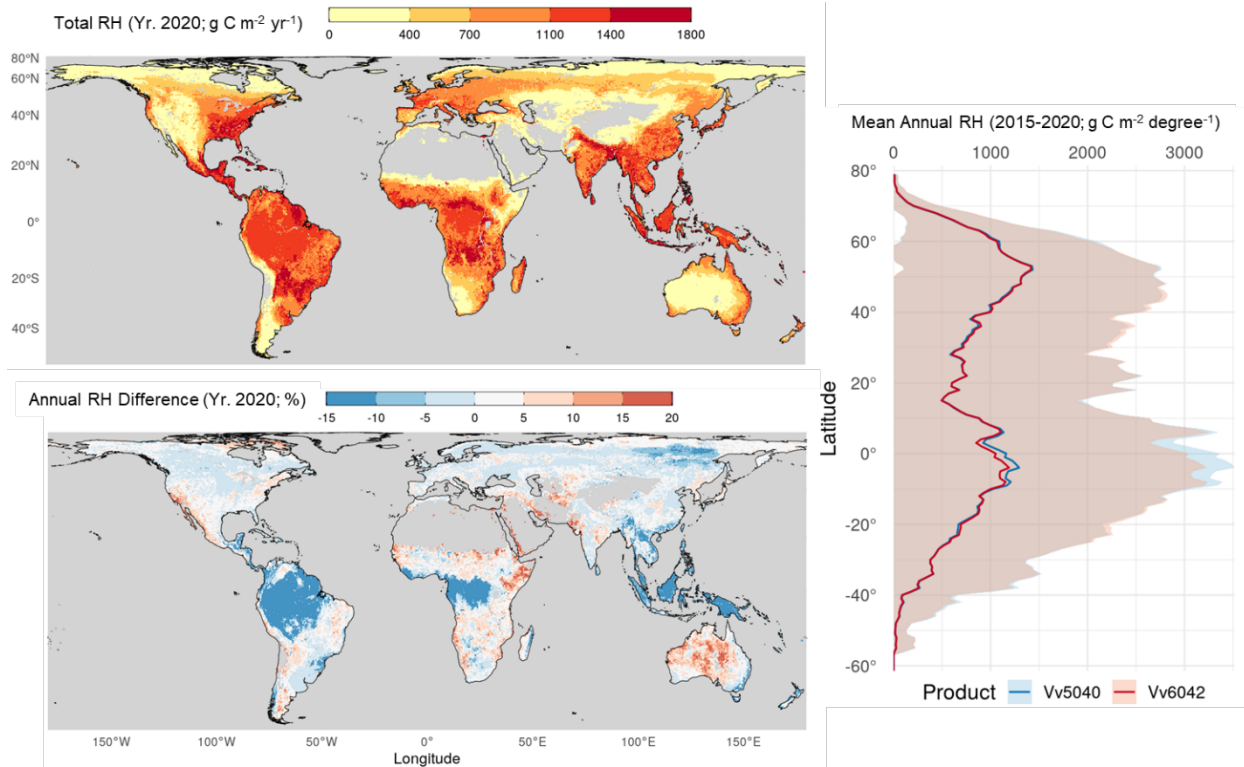 Total RH (Yr. 2020; g C m⁻² yr⁻¹)
0 400 700 1100 1400 1800
80°N
60°N
40°N
20°N
0°
20°S
40°S
Annual RH Difference (Yr. 2020; %)
-15 -10 -5 0 5 10 15 20
150°W 100°W 50°W 0° 50°E 100°E 150°E
Longitude
Mean Annual RH (2015-2020; g C m⁻² degree⁻¹)
0 1000 2000 3000
80°
60°
40°
20°
0°
-20°
-40°
-60°
Latitude
Product Vv5040 Vv6042